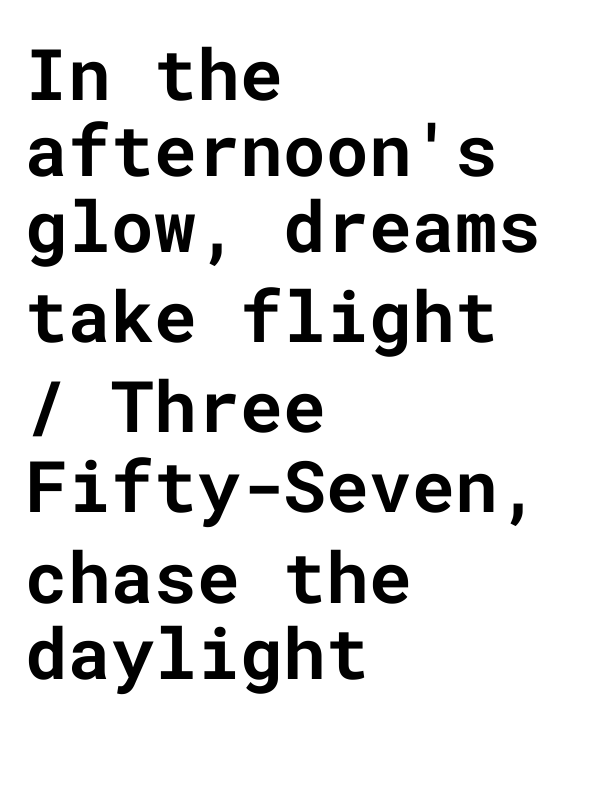 In the
afternoon's
glow, dreams
take flight
/ Three
Fifty-Seven,
chase the
daylight